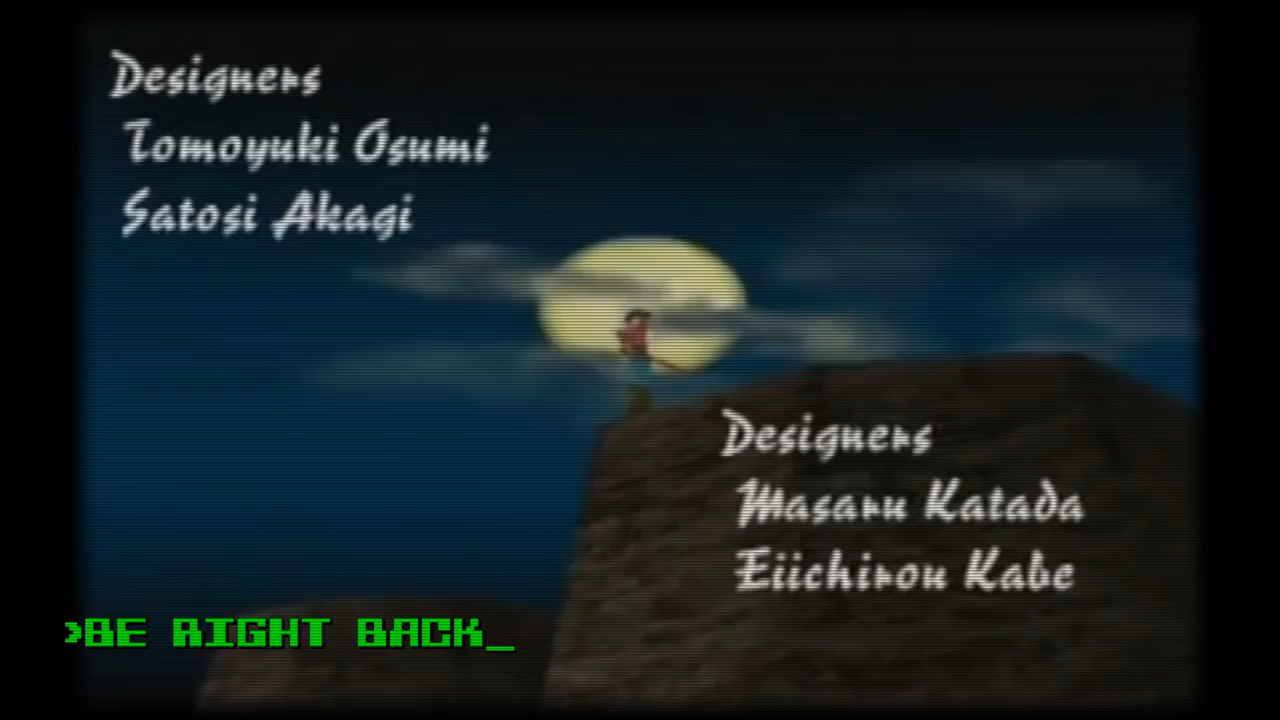 Designers
Tomoyuki Osumi
Satosi Akagi
Designers
Masaru Katada
Eiichirou Kabe
>BE RIGHT BACK_